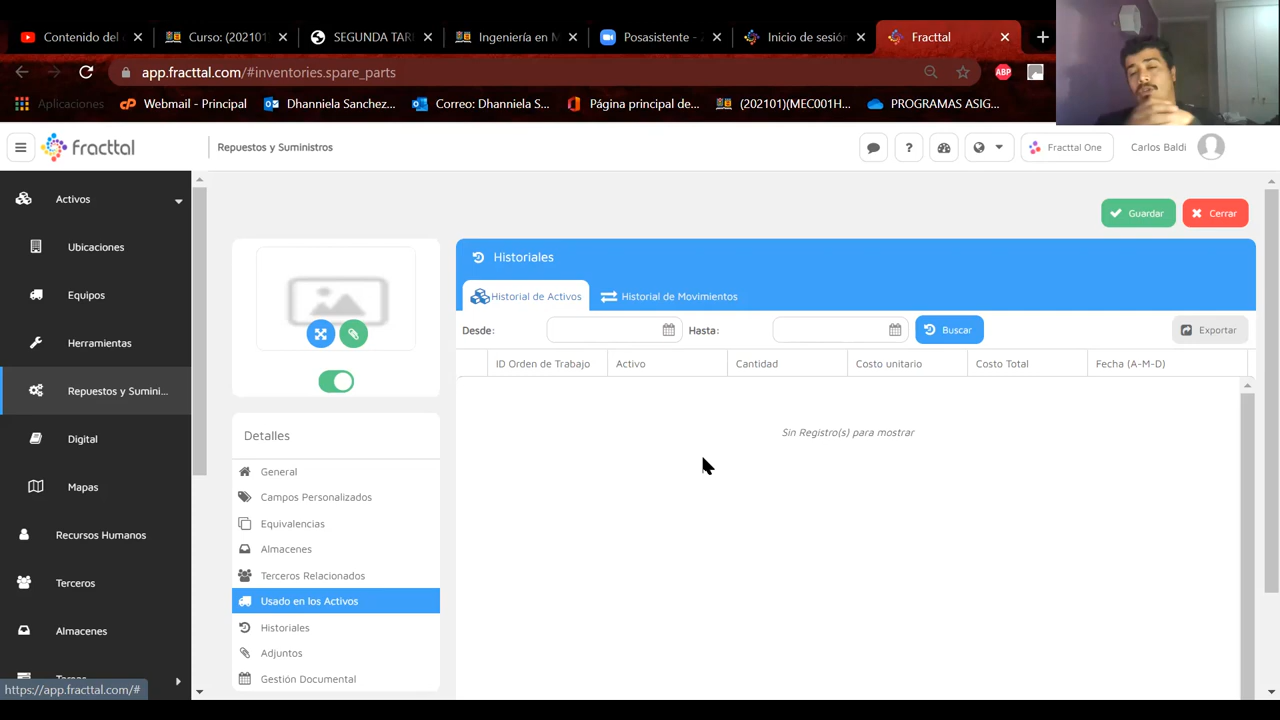 Contenido del
Curso: (202101
SEGUNDA TAR
Ingeniería en M
Posasistente -
Inicio de sesión
Fracttal
app.fracttal.com/#inventories.spare_parts
ABP
Aplicaciones
Webmail - Principal
Dhanniela Sanchez...
Correo: Dhanniela S...
Página principal de...
(202101)(MEC001H...
PROGRAMAS ASIG...
fracttal
Repuestos y Suministros
Fracttal One
Carlos Baldi
Activos
Ubicaciones
Equipos
Herramientas
Repuestos y Sumini...
Digital
Mapas
Recursos Humanos
Terceros
Almacenes
https://app.fracttal.com/#
Guardar
Cerrar
Detalles
General
Campos Personalizados
Equivalencias
Almacenes
Terceros Relacionados
Usado en los Activos
Historiales
Adjuntos
Gestión Documental
Historiales
Historial de Activos
Historial de Movimientos
Desde:
Hasta:
Buscar
Exportar
ID Orden de Trabajo
Activo
Cantidad
Costo unitario
Costo Total
Fecha (A-M-D)
Sin Registro(s) para mostrar